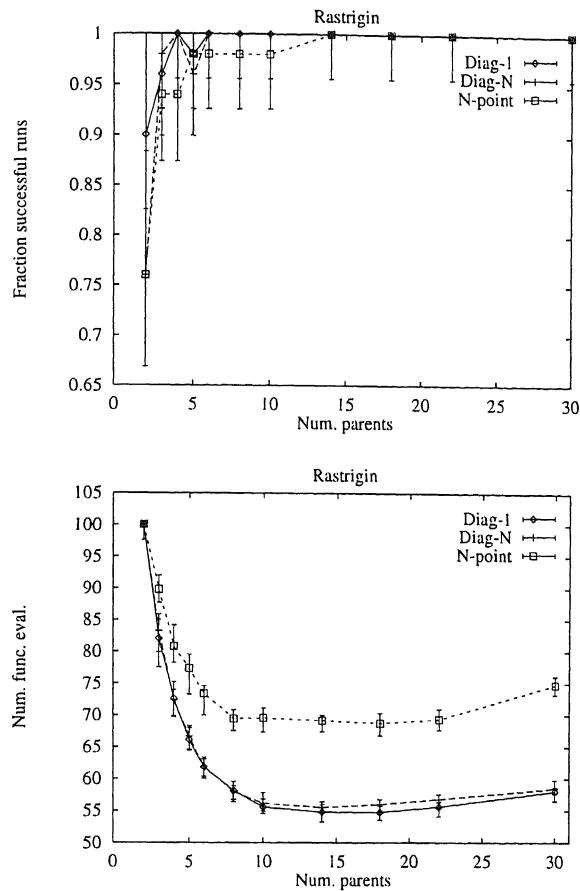 Rastrigin
1
0.95
0.9
0.85
0.8
0.75
0.7
0.65
Fraction successful runs
Diag-1
Diag-N
N-point
0 5 10 15 20 25 30
Num. parents
Rastrigin
105
100
95
90
85
80
75
70
65
60
55
50
Num. func. eval.
Diag-1
Diag-N
N-point
0 5 10 15 20 25 30
Num. parents